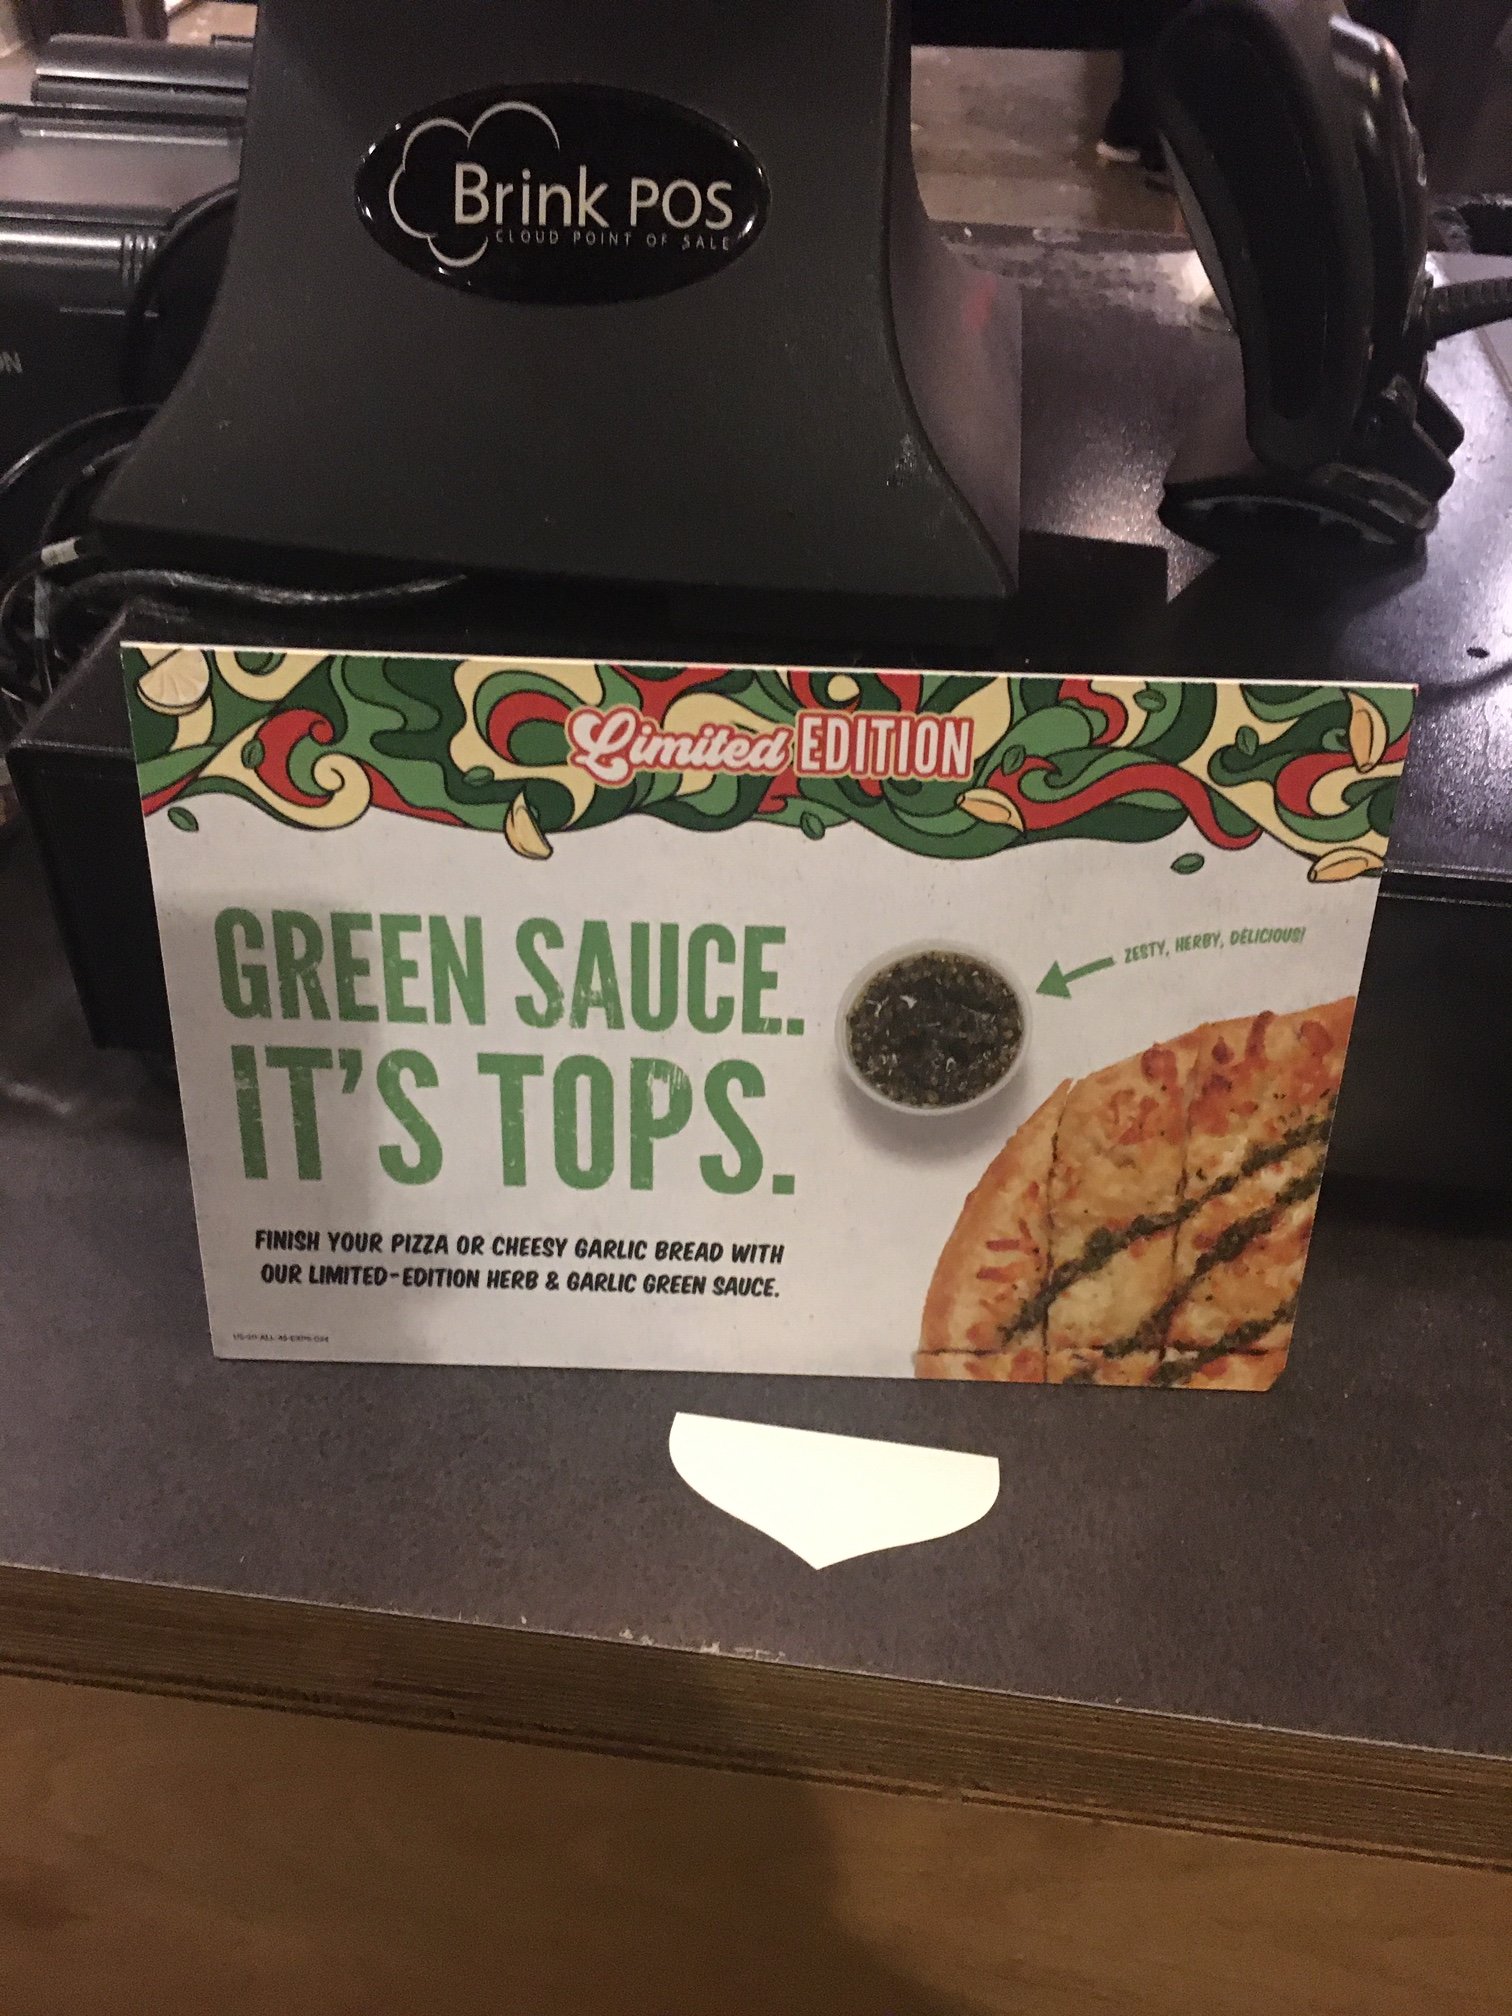 Brink POS
CLOUD POINT OF SALE
ON
Limited EDITION
GREEN SAUCE.
IT'S TOPS.
ZESTY, HERBY, DELICIOUS!
FINISH YOUR PIZZA OR CHEESY GARLIC BREAD WITH
OUR LIMITED-EDITION HERB & GARLIC GREEN SAUCE.